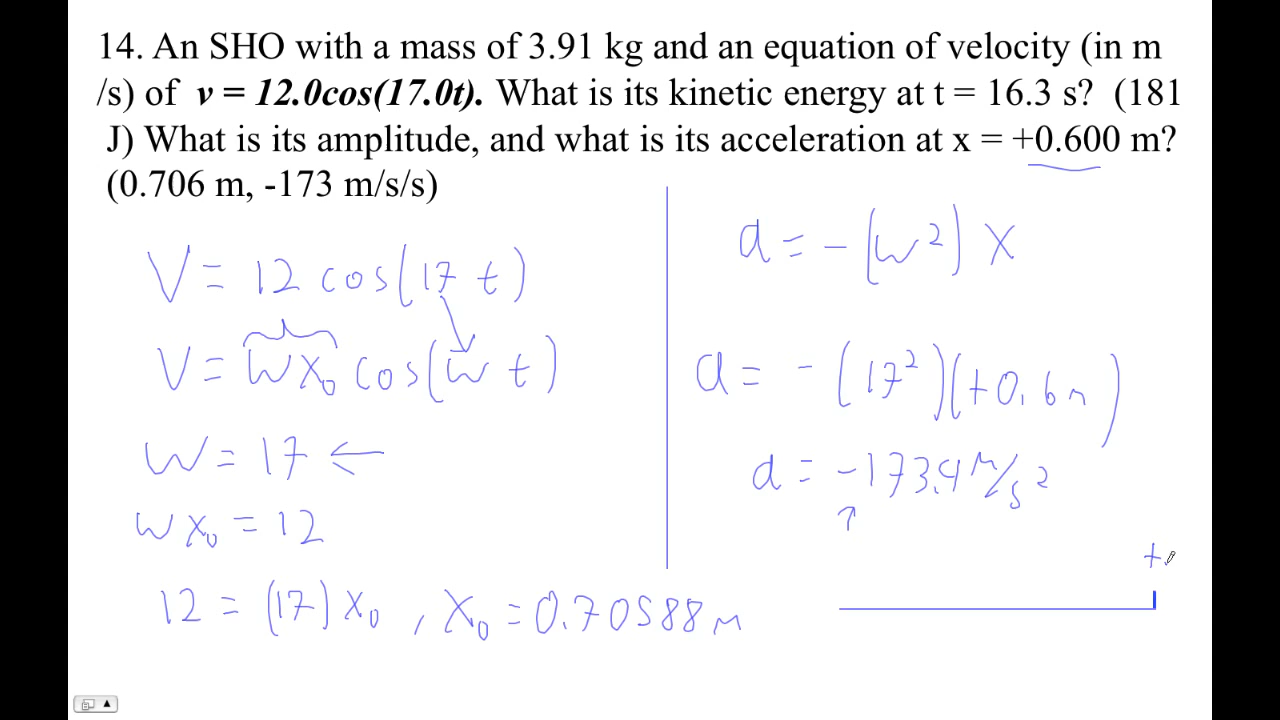 14. An SHO with a mass of 3.91 kg and an equation of velocity (in m
/s) of v = 12.0cos(17.0t). What is its kinetic energy at t = 16.3 s? (181
J) What is its amplitude, and what is its acceleration at x = +0.600 m?
(0.706 m, -173 m/s/s)
V = 12 cos(17 t)
V = w x₀ cos(w t)
w = 17 ←
w x₀ = 12
12 = (17) x₀ , x₀ = 0.70588 m
a = -(w²) x
a = -(17²)(+0.6m)
a = -173.4 m/s²
↑
+